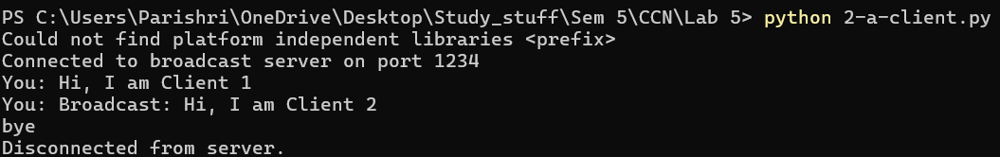 PS C:\Users\Parishri\OneDrive\Desktop\Study_stuff\Sem 5\CCN\Lab 5> python 2-a-client.py
Could not find platform independent libraries <prefix>
Connected to broadcast server on port 1234
You: Hi, I am Client 1
You: Broadcast: Hi, I am Client 2
bye
Disconnected from server.